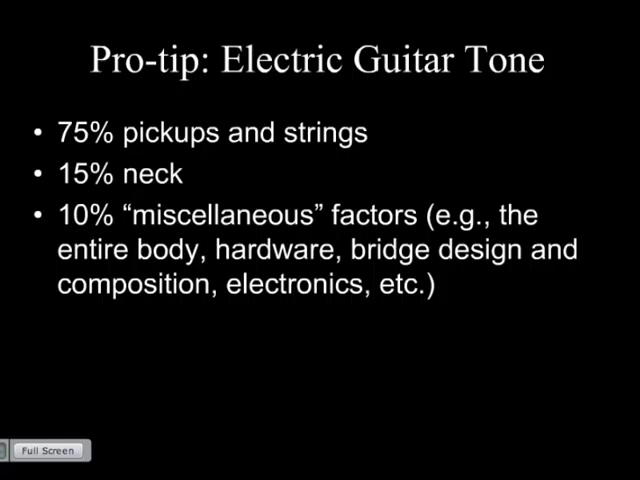 Pro-tip: Electric Guitar Tone
• 75% pickups and strings
• 15% neck
• 10% “miscellaneous” factors (e.g., the
entire body, hardware, bridge design and
composition, electronics, etc.)
Full Screen